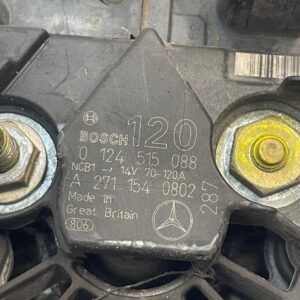 BOSCH 120
0 124 515 088
NCB1 -> 14V 70-120A
A 271 154 0802
Made in
Great Britain
806
287